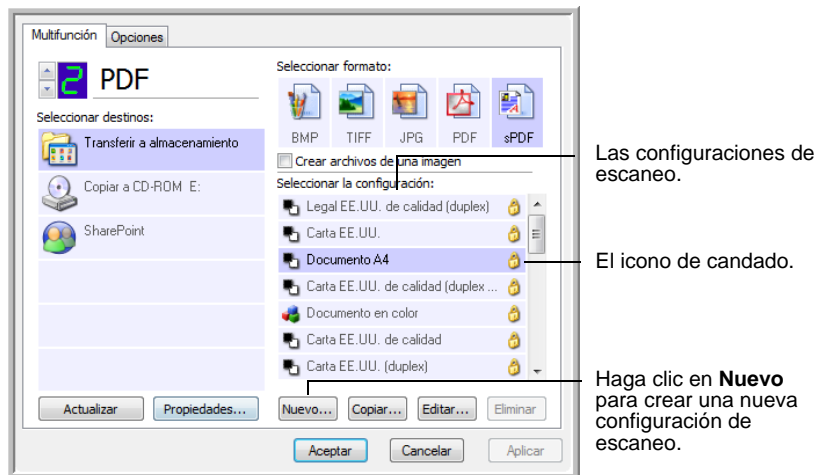 Multifunción
Opciones
2 PDF
Seleccionar destinos:
Transferir a almacenamiento
Copiar a CD-ROM E:
SharePoint
Actualizar
Propiedades...
Seleccionar formato:
BMP TIFF JPG PDF sPDF
Crear archivos de una imagen
Seleccionar la configuración:
Legal EE.UU. de calidad (duplex)
Carta EE.UU.
Documento A4
Carta EE.UU. de calidad (duplex ...
Documento en color
Carta EE.UU. de calidad
Carta EE.UU. (duplex)
Nuevo... Copiar... Editar... Eliminar
Aceptar Cancelar Aplicar
Las configuraciones de
escaneo.
El icono de candado.
Haga clic en Nuevo
para crear una nueva
configuración de
escaneo.